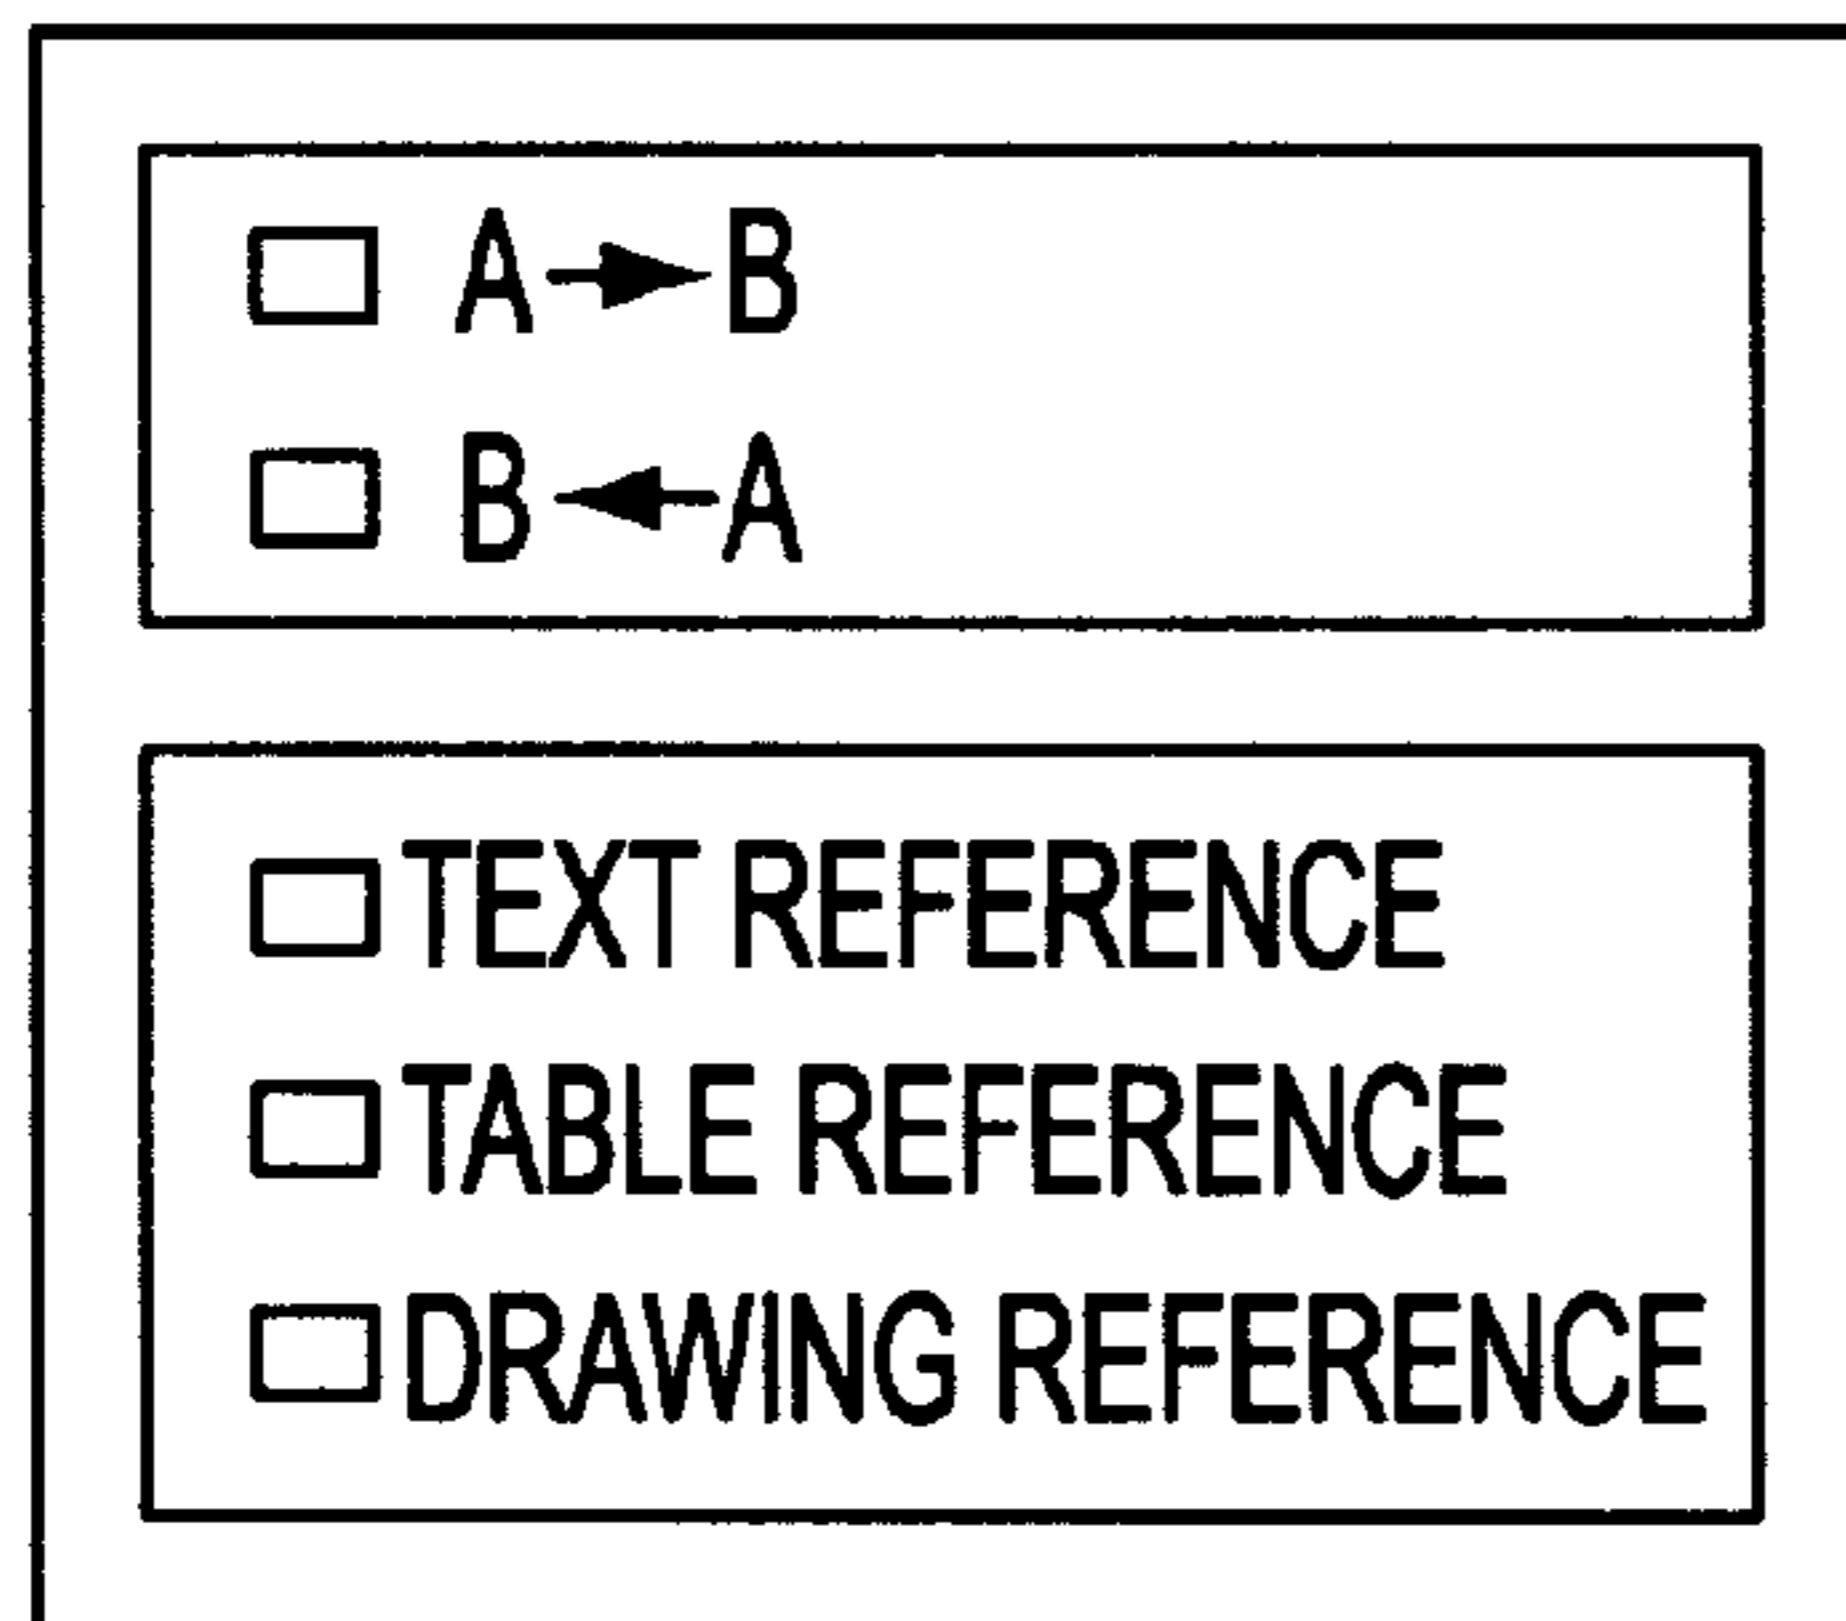 A→B
B←A
TEXT REFERENCE
TABLE REFERENCE
DRAWING REFERENCE